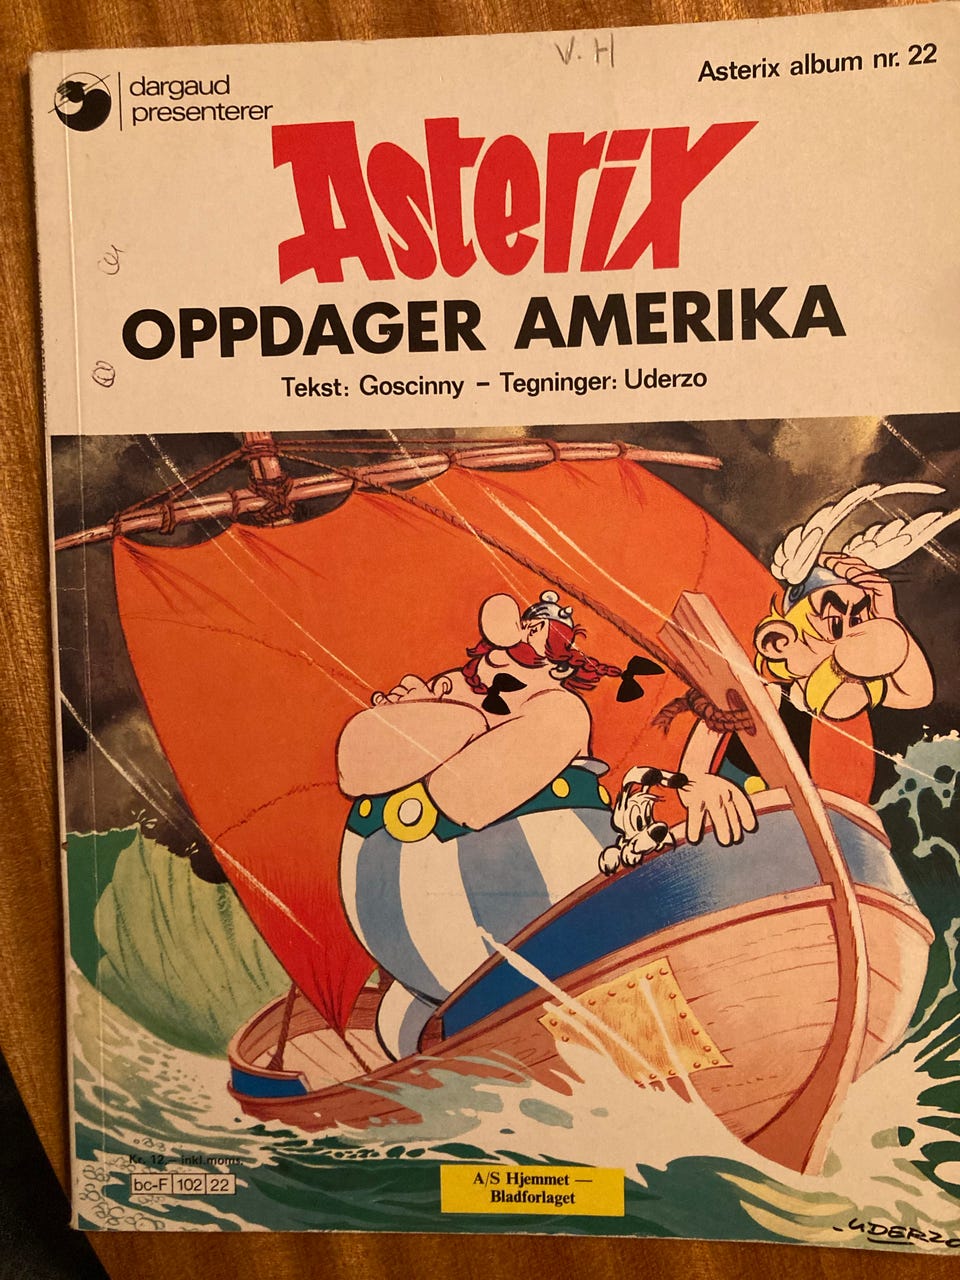 V.H
Asterix album nr. 22
dargaud
presenterer
Asterix
OPPDAGER AMERIKA
Tekst: Goscinny – Tegninger: Uderzo
Kr. 12,– inkl.moms.
bc-F 102 22
A/S Hjemmet —
Bladforlaget
UDERZO